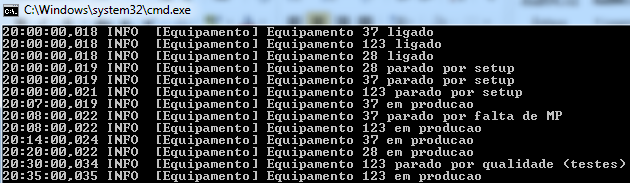 C:\Windows\system32\cmd.exe
20:00:00,018 INFO [Equipamento] Equipamento 37 ligado
20:00:00,018 INFO [Equipamento] Equipamento 123 ligado
20:00:00,018 INFO [Equipamento] Equipamento 28 ligado
20:00:00,019 INFO [Equipamento] Equipamento 28 parado por setup
20:00:00,019 INFO [Equipamento] Equipamento 37 parado por setup
20:00:00,021 INFO [Equipamento] Equipamento 123 parado por setup
20:07:00,019 INFO [Equipamento] Equipamento 37 em producao
20:08:00,022 INFO [Equipamento] Equipamento 37 parado por falta de MP
20:08:00,022 INFO [Equipamento] Equipamento 123 em producao
20:14:00,024 INFO [Equipamento] Equipamento 37 em producao
20:20:00,022 INFO [Equipamento] Equipamento 28 em producao
20:30:00,034 INFO [Equipamento] Equipamento 123 parado por qualidade (testes)
20:35:00,035 INFO [Equipamento] Equipamento 123 em producao